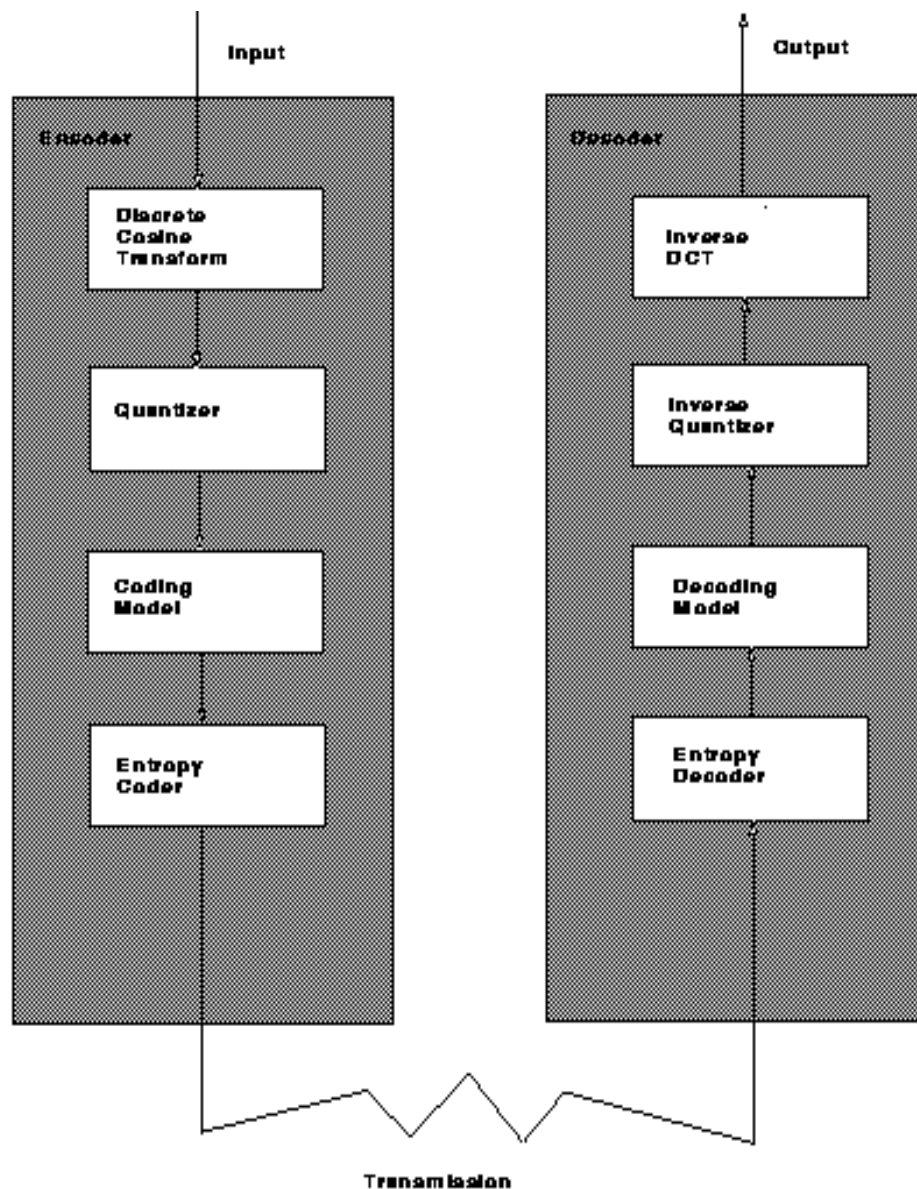 Input
Output
Encoder
Decoder
Discrete
Cosine
Transform
Inverse
DCT
Quantizer
Inverse
Quantizer
Coding
Model
Decoding
Model
Entropy
Coder
Entropy
Decoder
Transmission